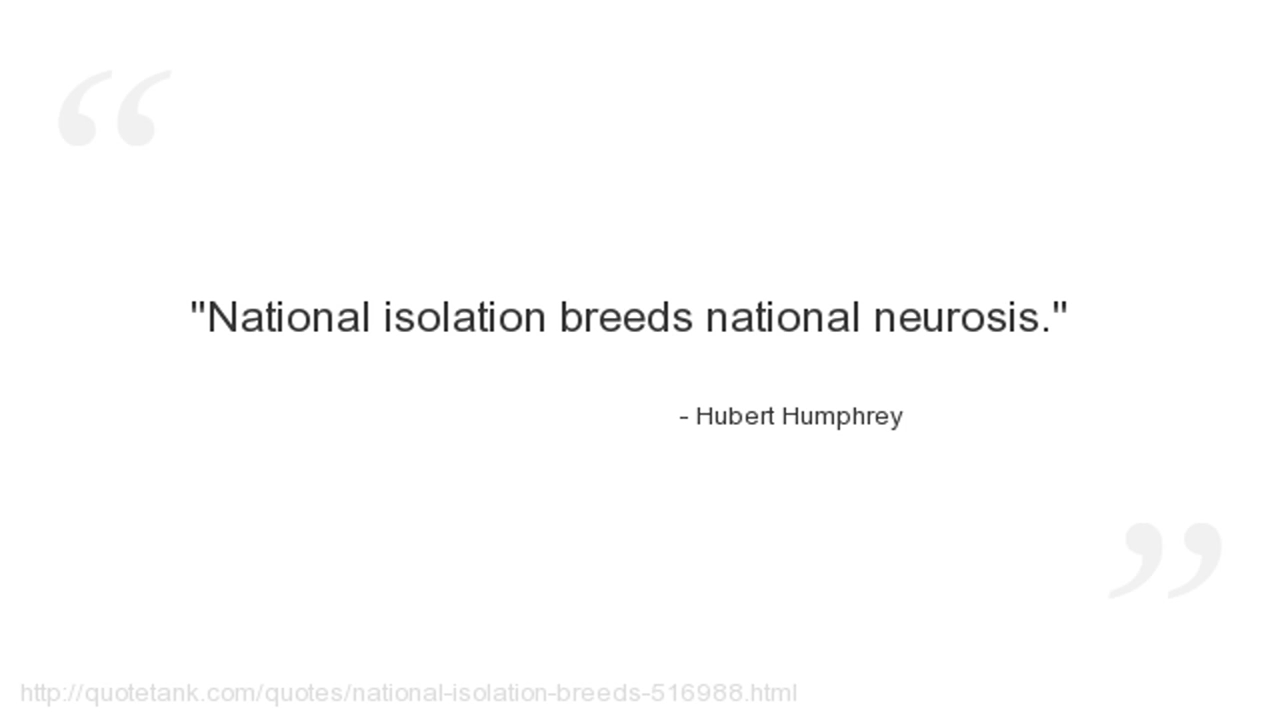 "National isolation breeds national neurosis."
- Hubert Humphrey
http://quotetank.com/quotes/national-isolation-breeds-516988.html